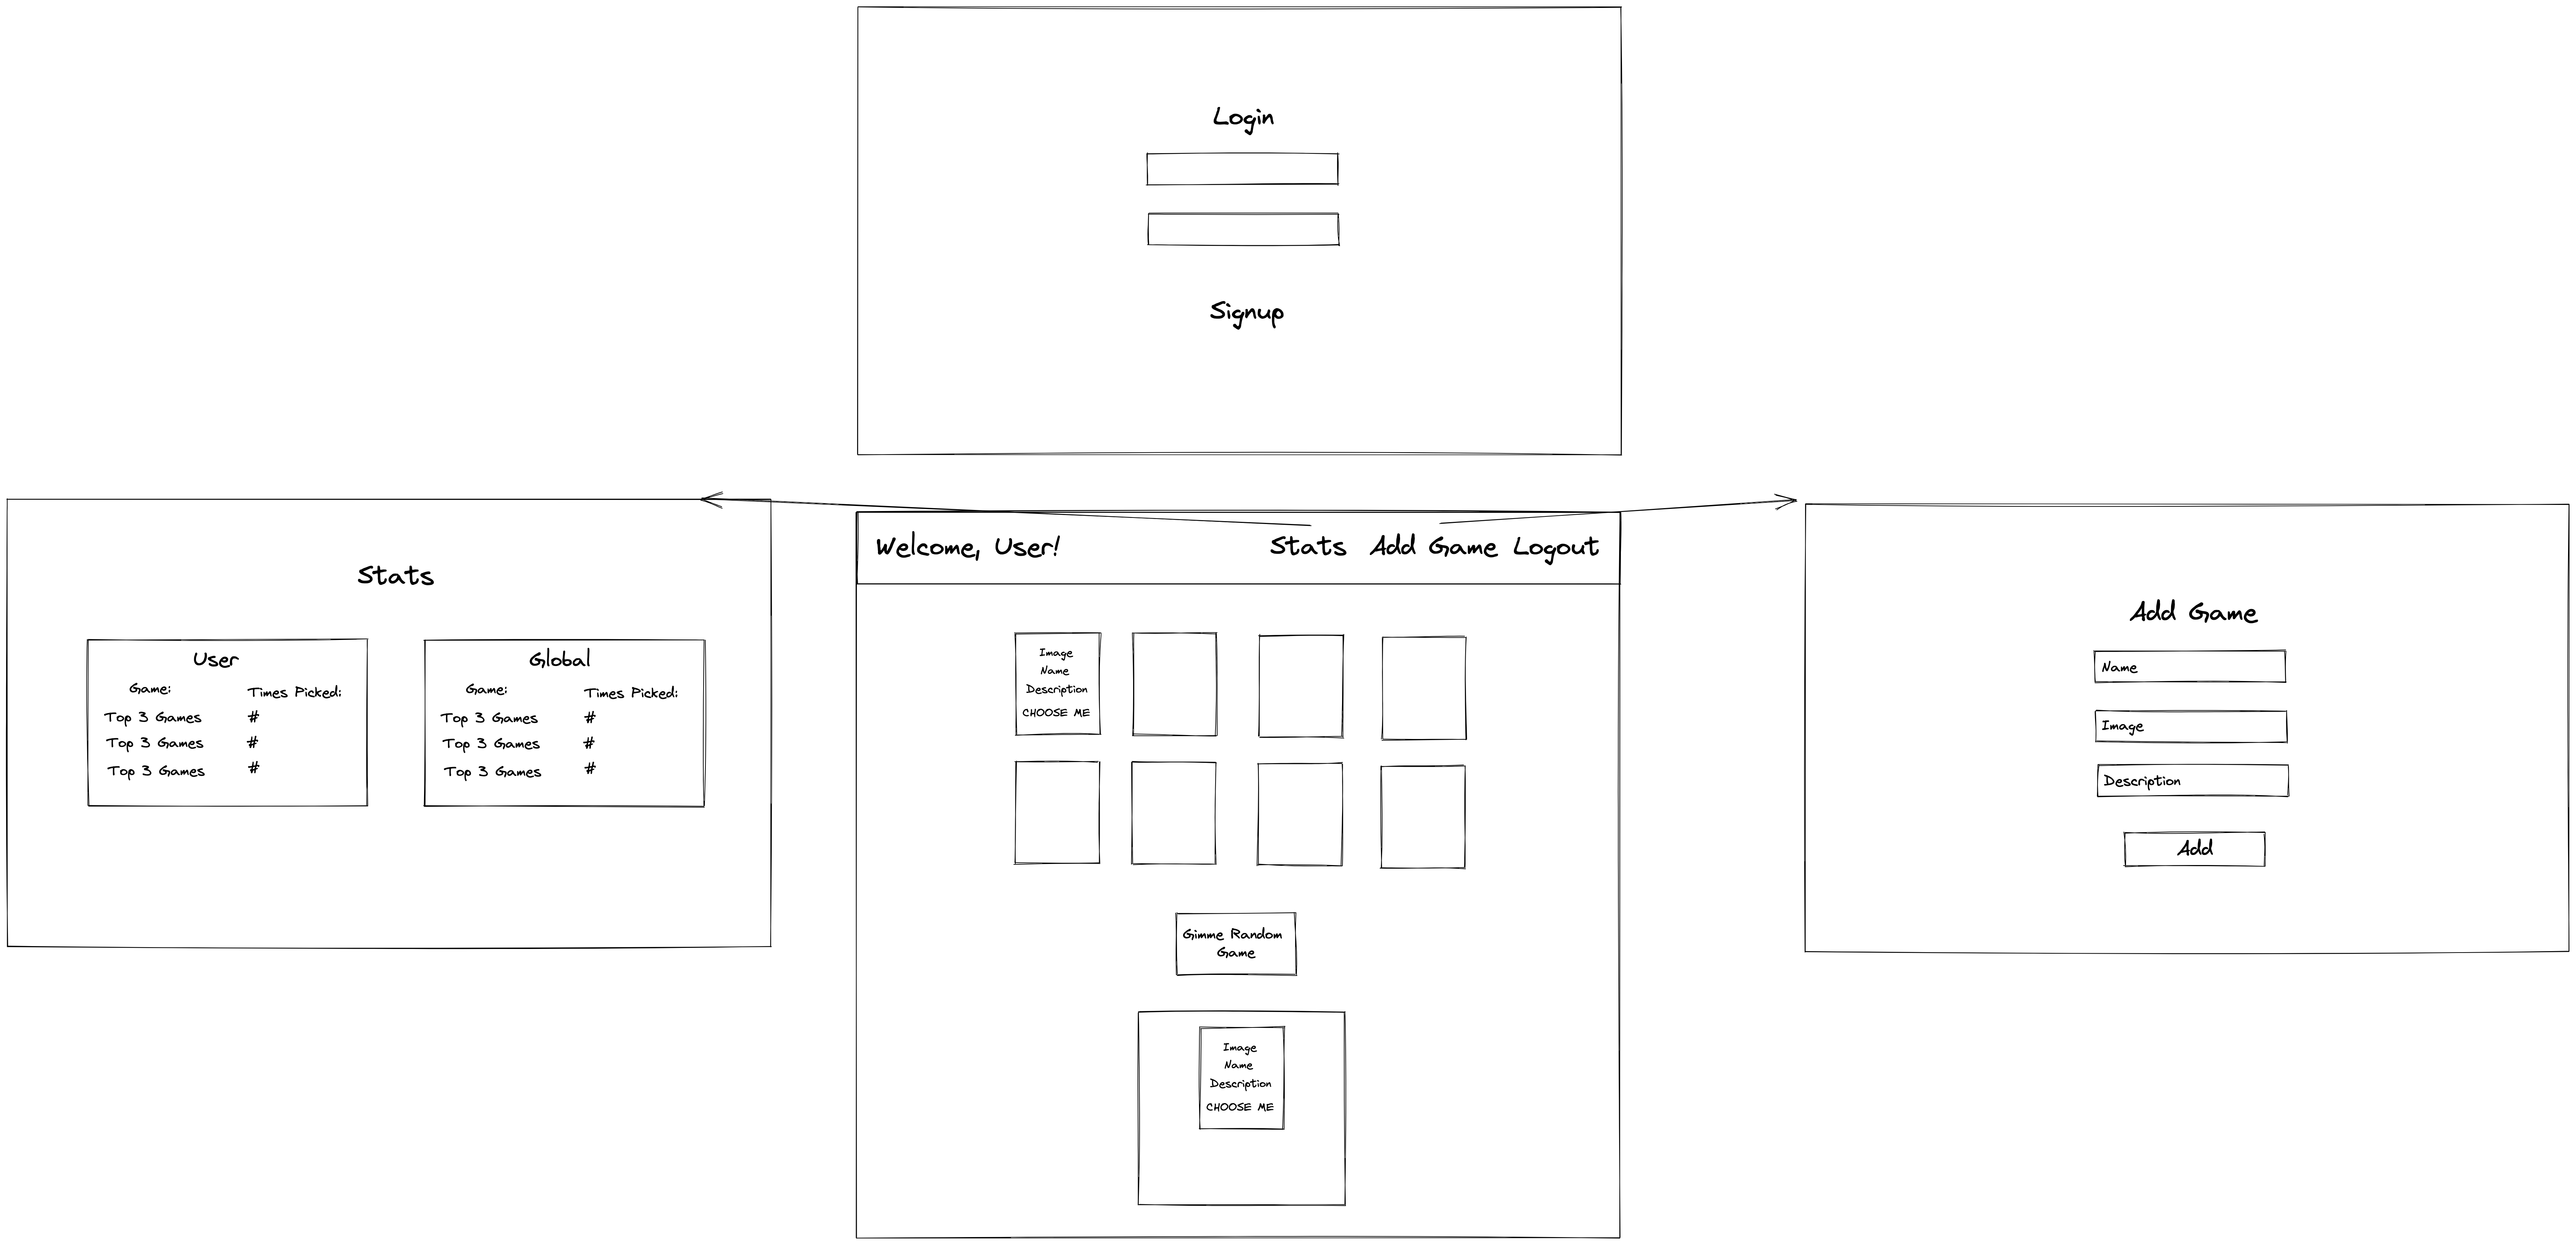 Login
Signup
Stats
User
Game: Times Picked:
Top 3 Games #
Top 3 Games #
Top 3 Games #
Global
Game: Times Picked:
Top 3 Games #
Top 3 Games #
Top 3 Games #
Welcome, User! Stats Add Game Logout
Image
Name
Description
CHOOSE ME
Gimme Random
Game
Image
Name
Description
CHOOSE ME
Add Game
Name
Image
Description
Add